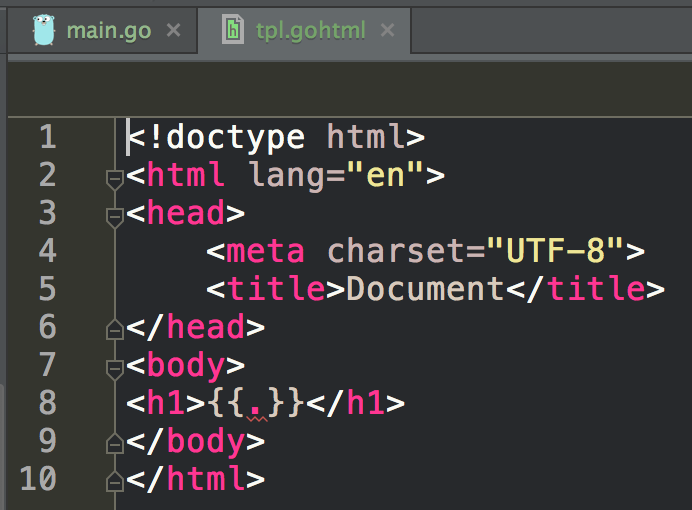 main.go × tpl.gohtml ×
1 <!doctype html>
2 <html lang="en">
3 <head>
4     <meta charset="UTF-8">
5     <title>Document</title>
6 </head>
7 <body>
8 <h1>{{.}}</h1>
9 </body>
10 </html>